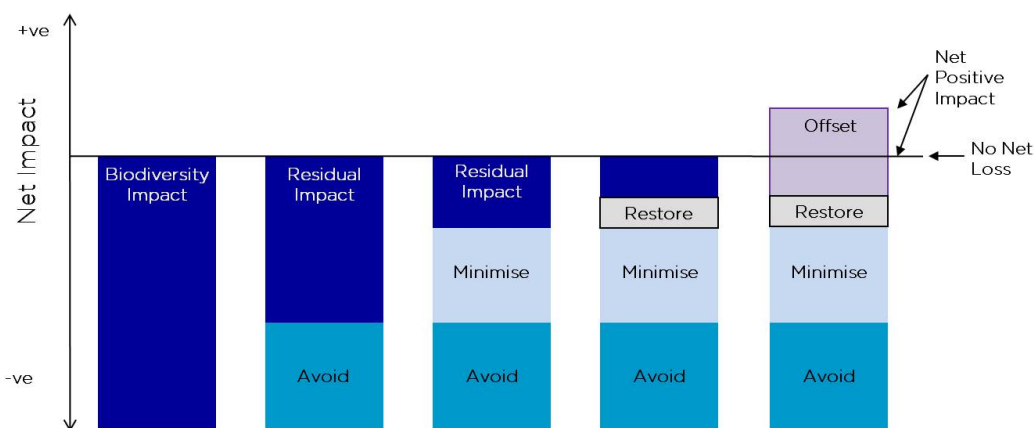 +ve
Net Impact
-ve
Biodiversity
Impact
Residual
Impact
Avoid
Residual
Impact
Minimise
Avoid
Restore
Minimise
Avoid
Offset
Restore
Minimise
Avoid
Net
Positive
Impact
No Net
Loss